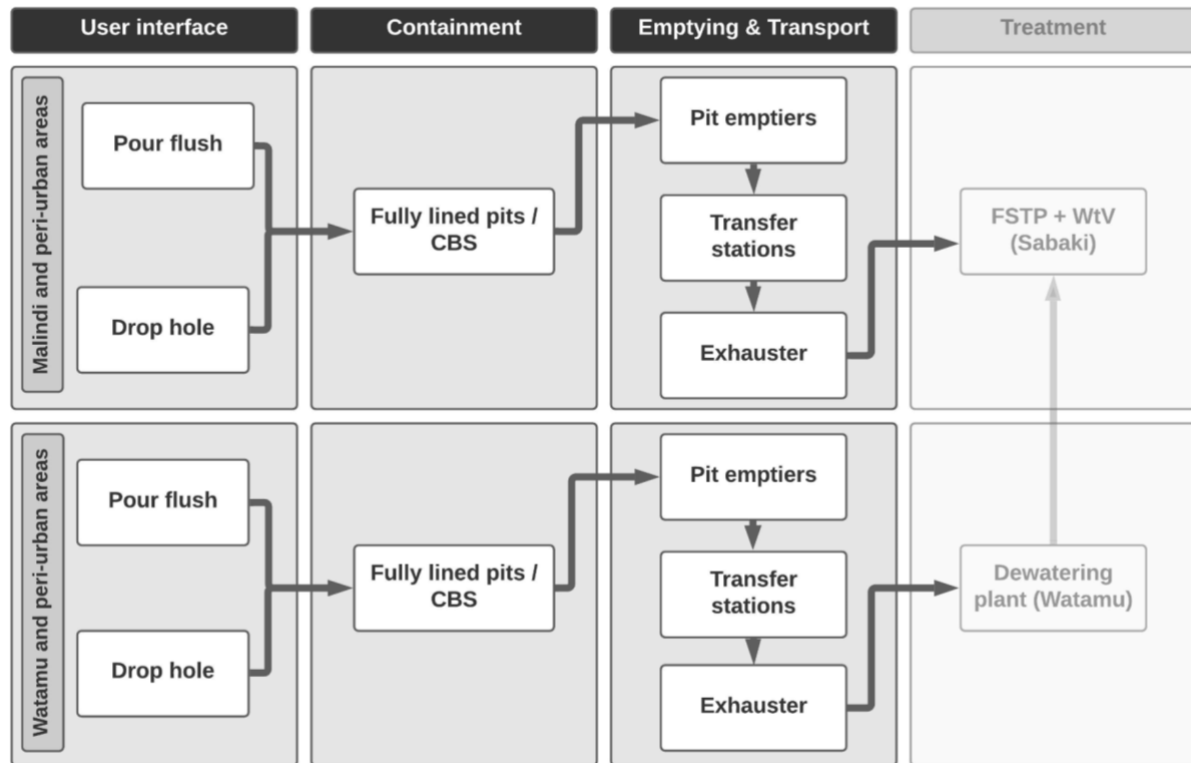 User interface
Containment
Emptying & Transport
Treatment
Malindi and peri-urban areas
Pour flush
Drop hole
Fully lined pits /
CBS
Pit emptiers
Transfer
stations
Exhauster
FSTP + WtV
(Sabaki)
Watamu and peri-urban areas
Pour flush
Drop hole
Fully lined pits /
CBS
Pit emptiers
Transfer
stations
Exhauster
Dewatering
plant (Watamu)